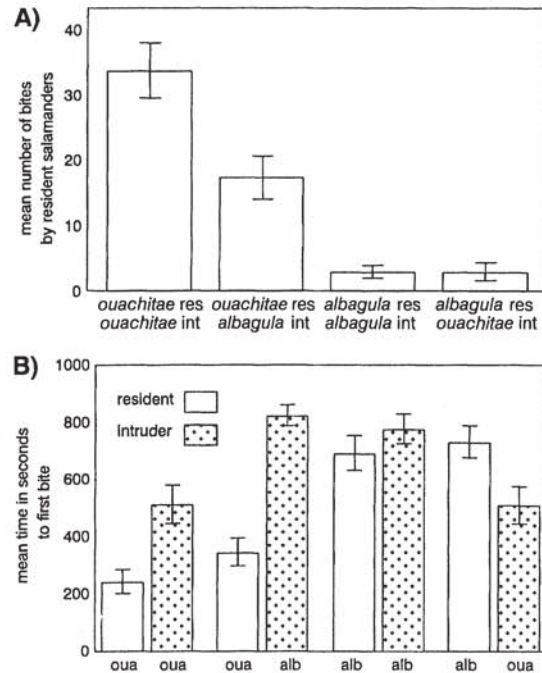 A)
mean number of bites
by resident salamanders
40
30
20
10
0
ouachitae res
ouachitae int
ouachitae res
albagula int
albagula res
albagula int
albagula res
ouachitae int
B)
mean time in seconds
to first bite
1000
800
600
400
200
0
resident
intruder
oua oua oua alb alb alb alb oua